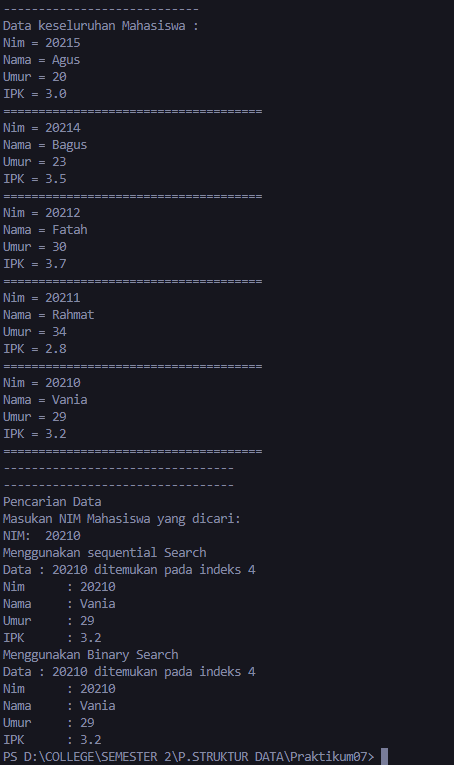 ----------------------------
Data keseluruhan Mahasiswa :
Nim = 20215
Nama = Agus
Umur = 20
IPK = 3.0
=====================================
Nim = 20214
Nama = Bagus
Umur = 23
IPK = 3.5
=====================================
Nim = 20212
Nama = Fatah
Umur = 30
IPK = 3.7
=====================================
Nim = 20211
Nama = Rahmat
Umur = 34
IPK = 2.8
=====================================
Nim = 20210
Nama = Vania
Umur = 29
IPK = 3.2
=====================================
---------------------------------
---------------------------------
Pencarian Data
Masukan NIM Mahasiswa yang dicari:
NIM:  20210
Menggunakan sequential Search
Data : 20210 ditemukan pada indeks 4
Nim      : 20210
Nama     : Vania
Umur     : 29
IPK      : 3.2
Menggunakan Binary Search
Data : 20210 ditemukan pada indeks 4
Nim      : 20210
Nama     : Vania
Umur     : 29
IPK      : 3.2
PS D:\COLLEGE\SEMESTER 2\P.STRUKTUR DATA\Praktikum07>